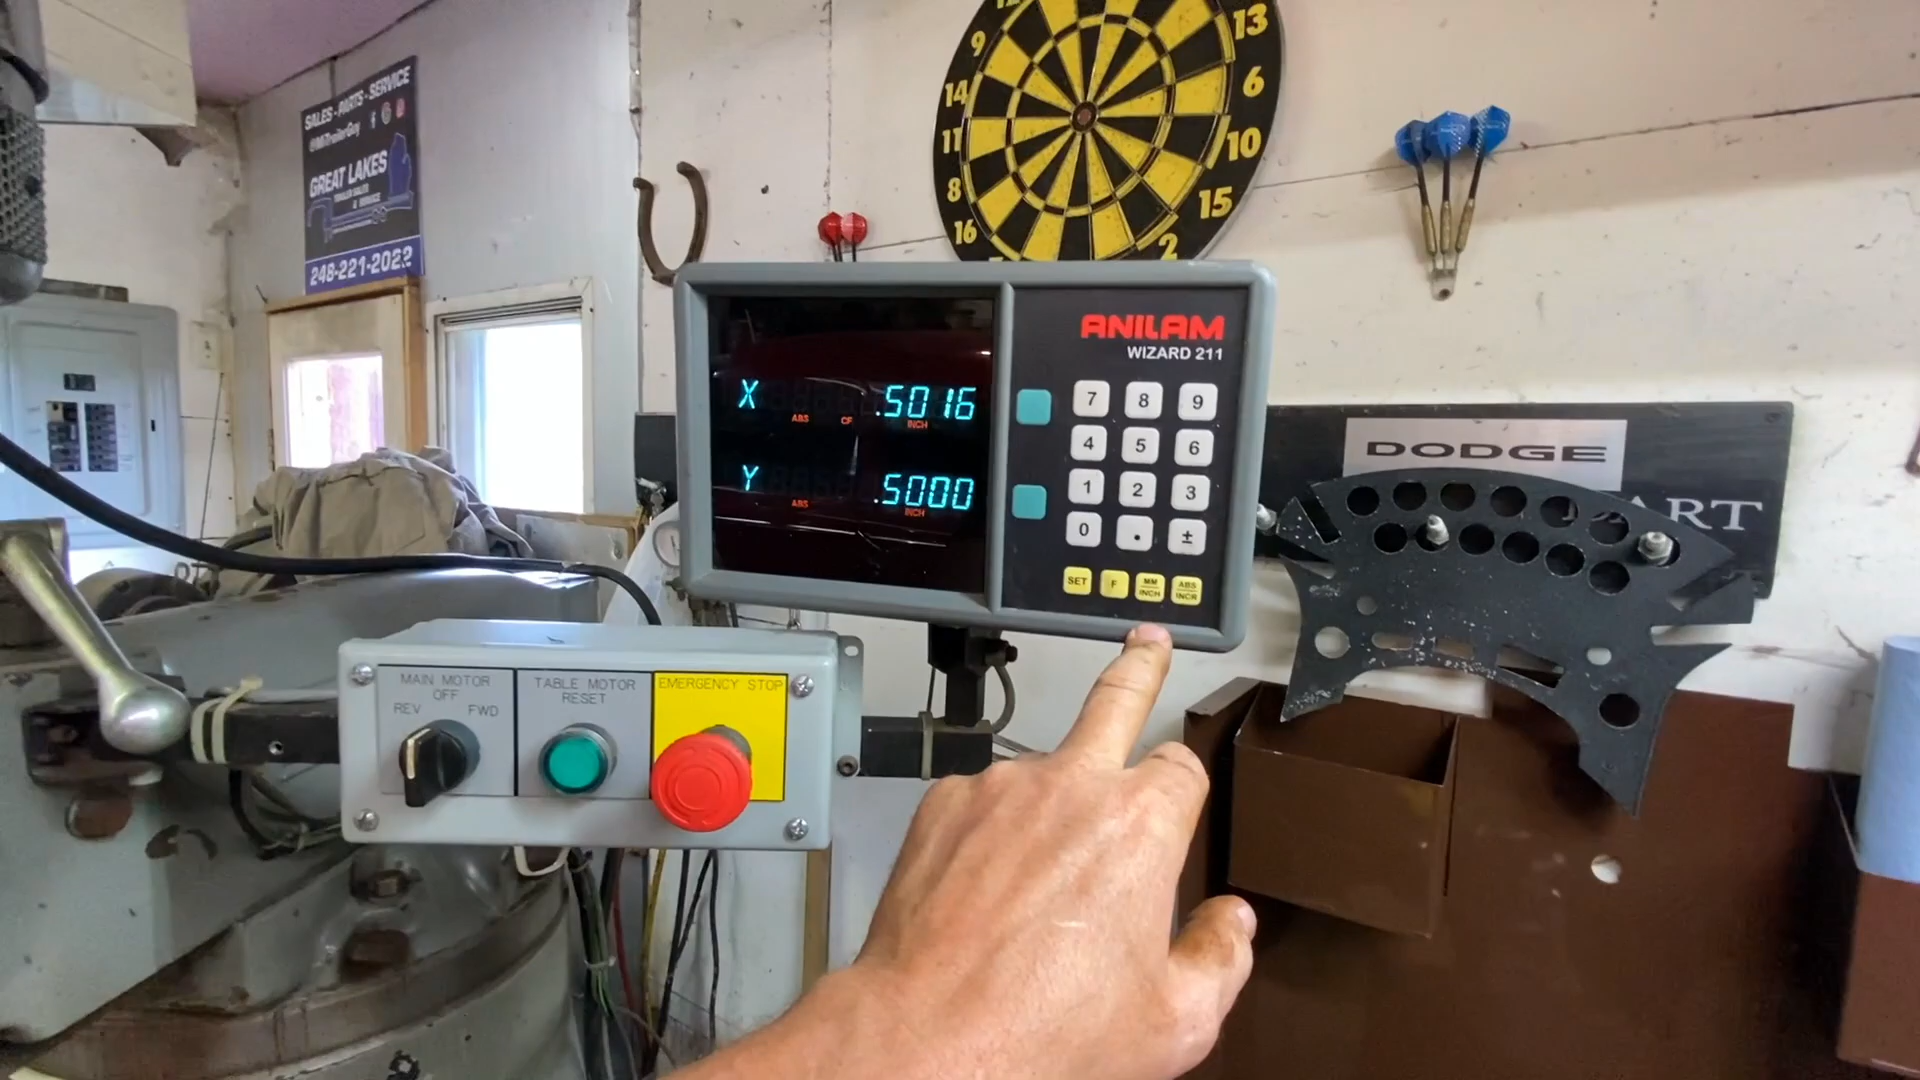 SALES - PARTS - SERVICE
@MiTrailerGuy
GREAT LAKES
TRAILER SALES
& SERVICE
248-221-2022
9
14
11
8
16
13
6
10
15
2
ANILAM
WIZARD 211
X .5016
ABS CF INCH
Y .5000
ABS INCH
7 8 9
4 5 6
1 2 3
0 . ±
SET F MM INCH ABS INCR
DODGE
ART
MAIN MOTOR
OFF
REV FWD
TABLE MOTOR
RESET
EMERGENCY STOP